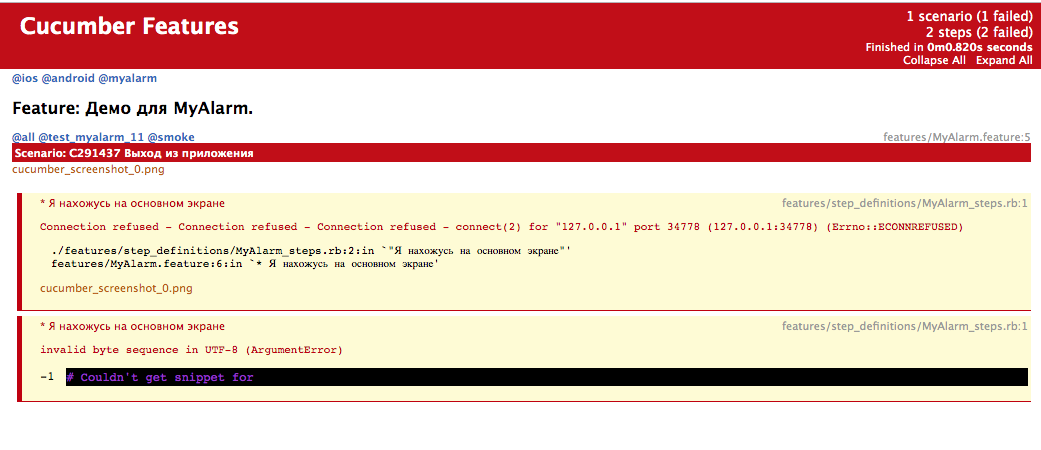 Cucumber Features
1 scenario (1 failed)
2 steps (2 failed)
Finished in 0m0.820s seconds
Collapse All Expand All
@ios @android @myalarm
Feature: Демо для MyAlarm.
@all @test_myalarm_11 @smoke features/MyAlarm.feature:5
Scenario: C291437 Выход из приложения
cucumber_screenshot_0.png
* Я нахожусь на основном экране features/step_definitions/MyAlarm_steps.rb:1
Connection refused - Connection refused - Connection refused - connect(2) for "127.0.0.1" port 34778 (127.0.0.1:34778) (Errno::ECONNREFUSED)
./features/step_definitions/MyAlarm_steps.rb:2:in `"Я нахожусь на основном экране"'
features/MyAlarm.feature:6:in `* Я нахожусь на основном экране'
cucumber_screenshot_0.png
* Я нахожусь на основном экране features/step_definitions/MyAlarm_steps.rb:1
invalid byte sequence in UTF-8 (ArgumentError)
-1 # Couldn't get snippet for